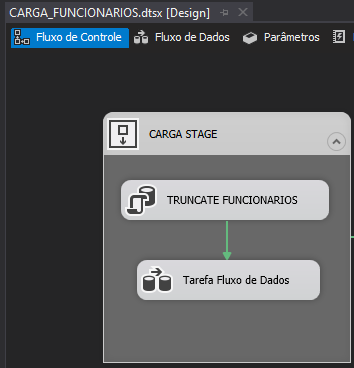 CARGA_FUNCIONARIOS.dtsx [Design]
Fluxo de Controle Fluxo de Dados Parâmetros
CARGA STAGE
TRUNCATE FUNCIONARIOS
Tarefa Fluxo de Dados